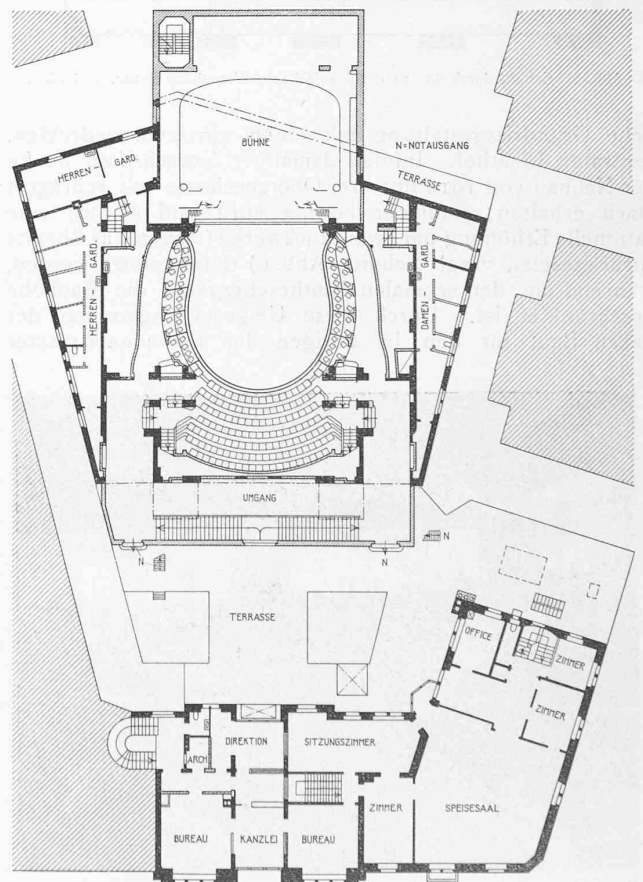 BÜHNE
N=NOTAUSGANG
TERRASSE
HERREN-
GARD.
HERREN-GARD.
DAMEN-GARD.
UMGANG
N
N
N
TERRASSE
OFFICE
ZIMMER
ZIMMER
DIREKTION
SITZUNGSZIMMER
ARCH
BUREAU
KANZLEI
BUREAU
ZIMMER
SPEISESAAL